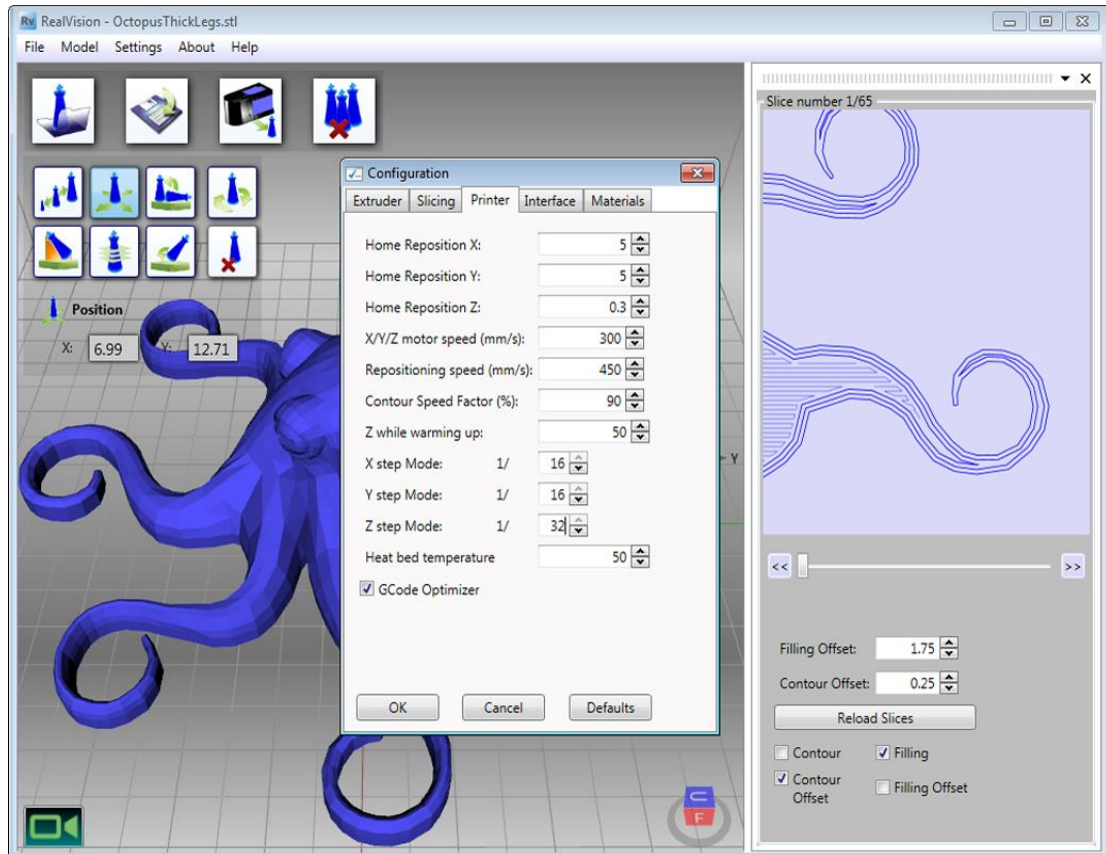 Rv RealVision - OctopusThickLegs.stl
File Model Settings About Help
Position
X: 6.99 Y: 12.71
Configuration
Extruder Slicing Printer Interface Materials
Home Reposition X: 5
Home Reposition Y: 5
Home Reposition Z: 0.3
X/Y/Z motor speed (mm/s): 300
Repositioning speed (mm/s): 450
Contour Speed Factor (%): 90
Z while warming up: 50
X step Mode: 1/ 16
Y step Mode: 1/ 16
Z step Mode: 1/ 32
Heat bed temperature 50
GCode Optimizer
OK Cancel Defaults
Y
F
Slice number 1/65
<< >>
Filling Offset: 1.75
Contour Offset: 0.25
Reload Slices
Contour Filling
Contour Offset Filling Offset